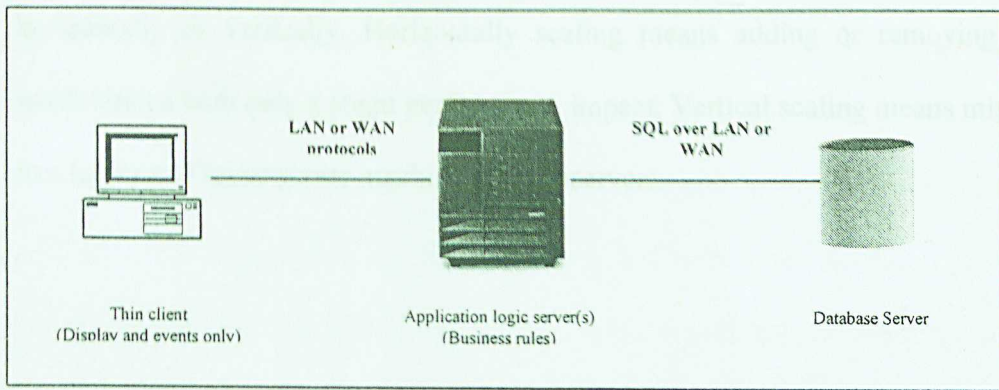 horizontally or vertically. Horizontally scaling means adding or removing
Vertical scaling means
LAN or WAN
protocols
SQL over LAN or
WAN
Thin client
(Display and events only)
Application logic server(s)
(Business rules)
Database Server